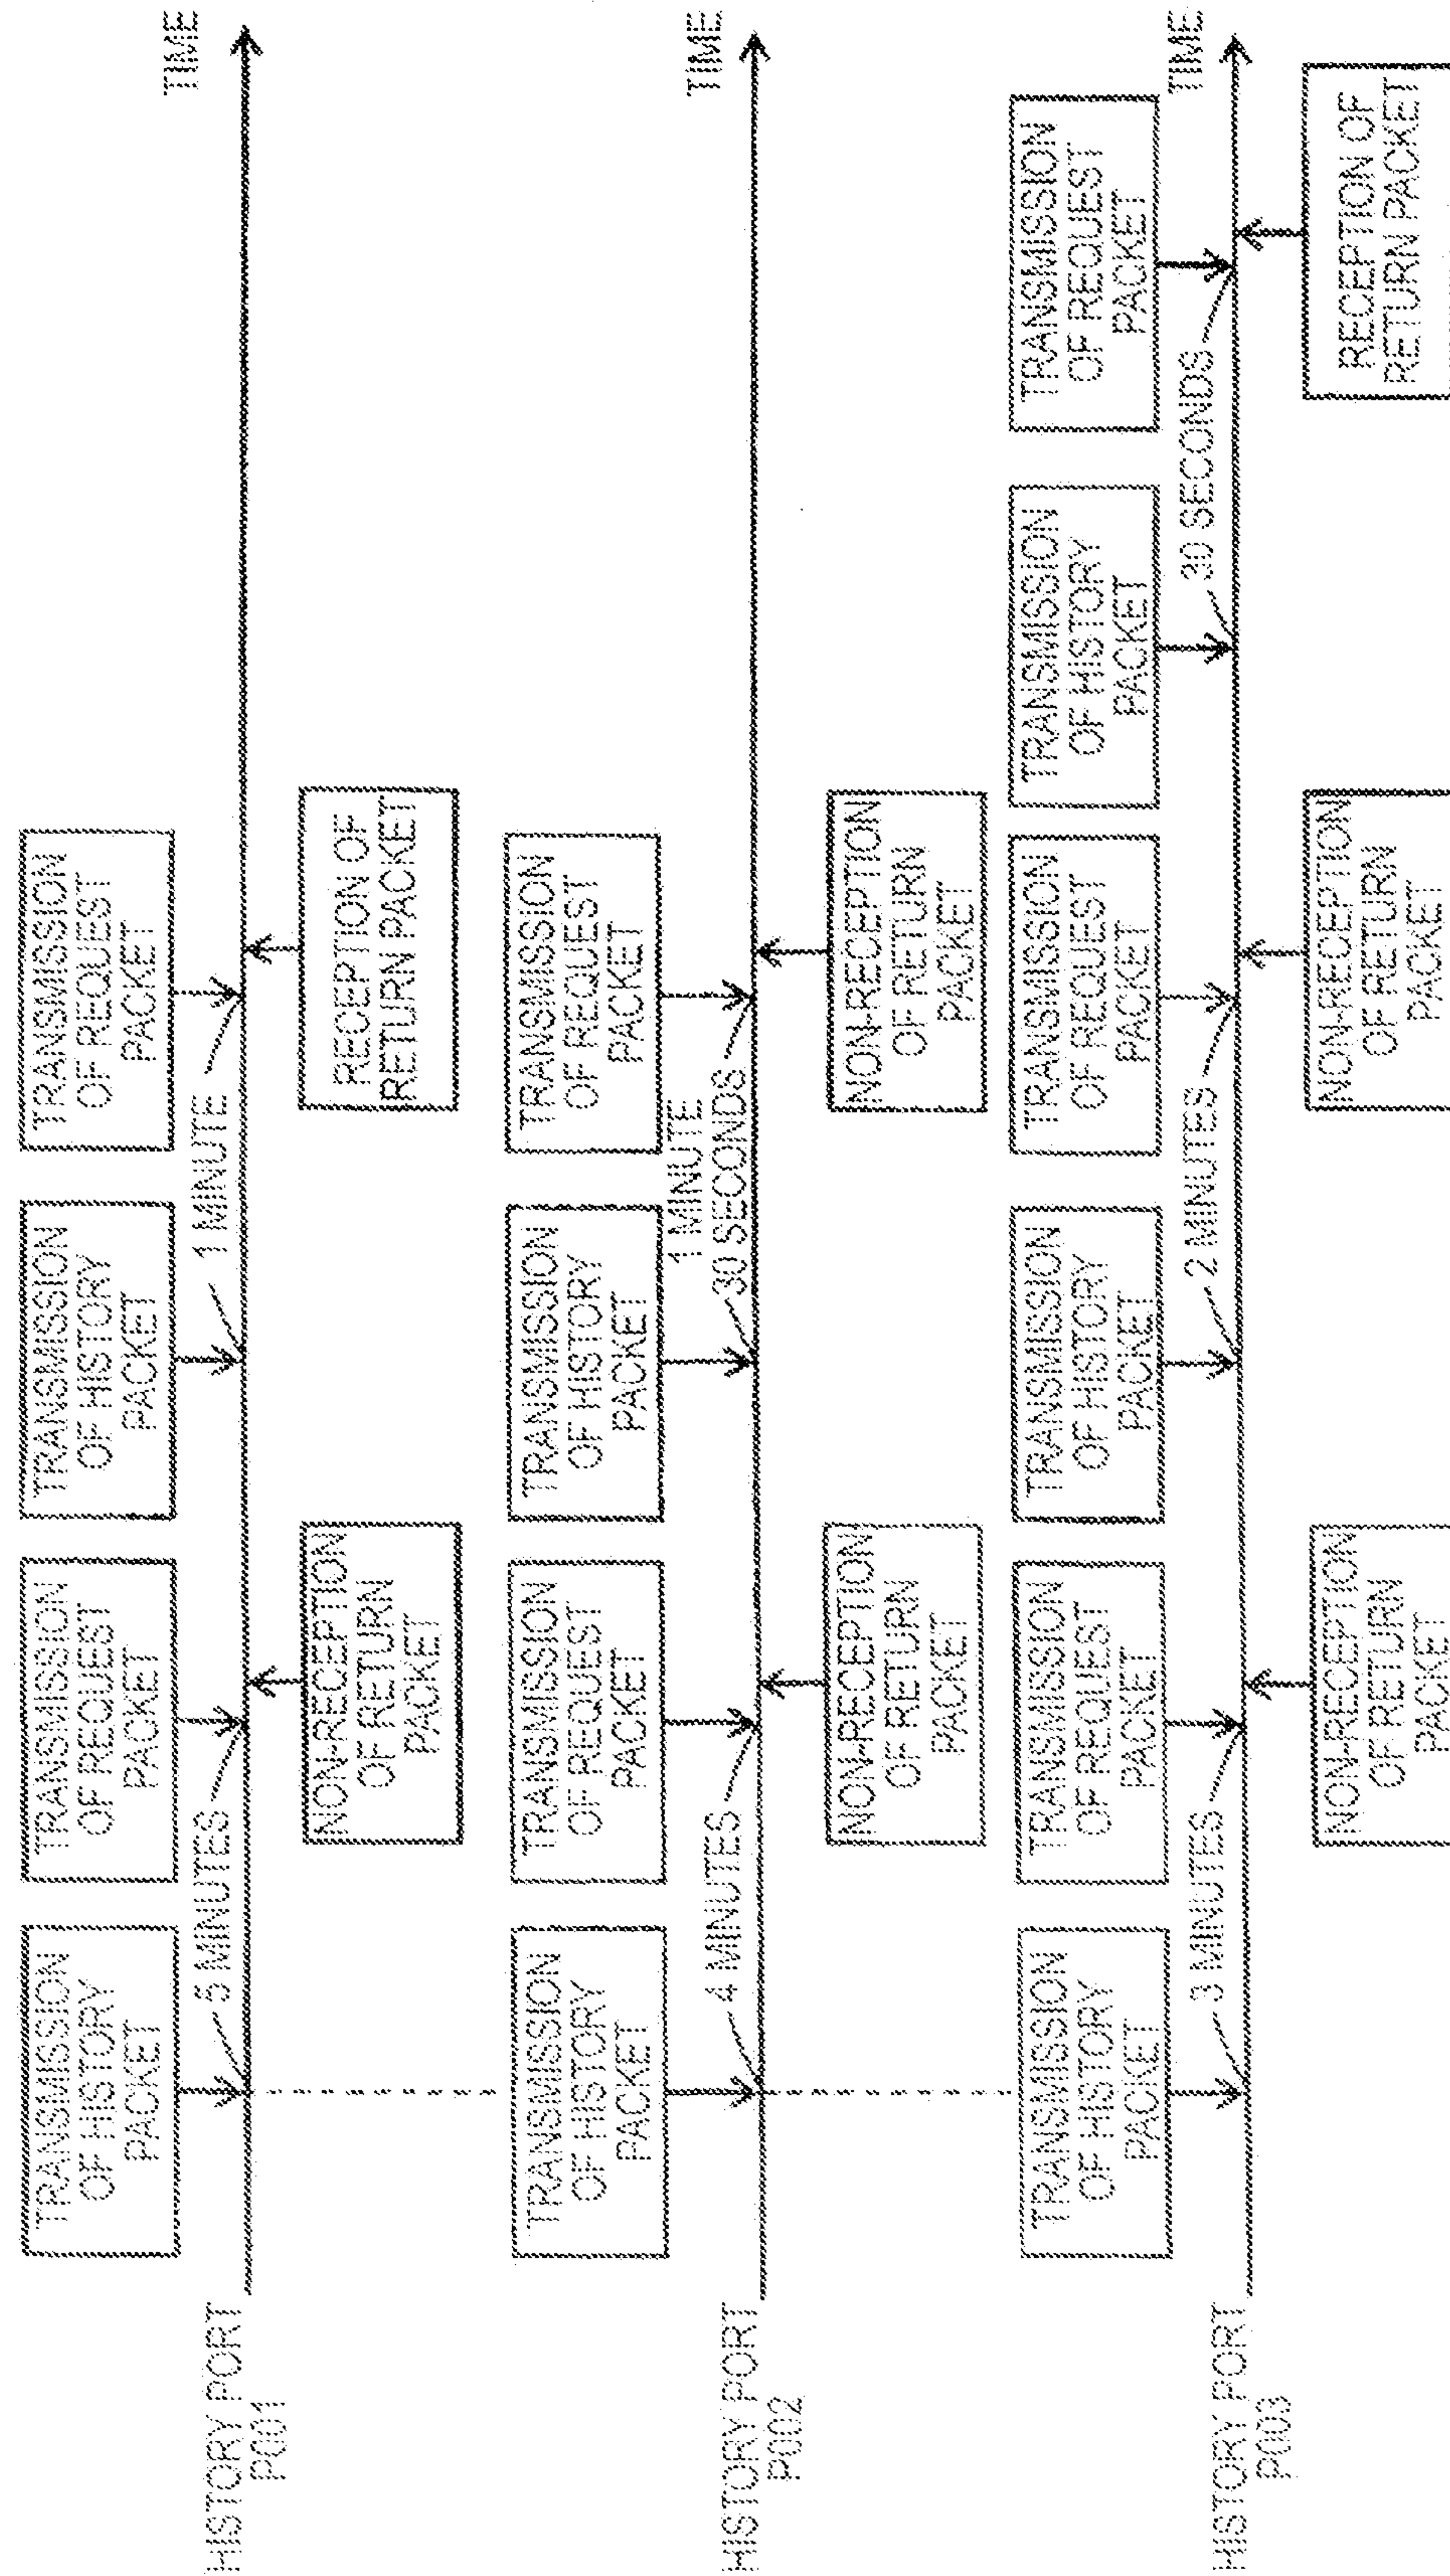 HISTORY PORT
P001
TRANSMISSION
OF HISTORY
PACKET
5 MINUTES
TRANSMISSION
OF REQUEST
PACKET
NON-RECEPTION
OF RETURN
PACKET
TRANSMISSION
OF HISTORY
PACKET
1 MINUTE
TRANSMISSION
OF REQUEST
PACKET
RECEPTION OF
RETURN PACKET
TIME
HISTORY PORT
P002
TRANSMISSION
OF HISTORY
PACKET
4 MINUTES
TRANSMISSION
OF REQUEST
PACKET
NON-RECEPTION
OF RETURN
PACKET
TRANSMISSION
OF HISTORY
PACKET
1 MINUTE
30 SECONDS
TRANSMISSION
OF REQUEST
PACKET
NON-RECEPTION
OF RETURN
PACKET
TIME
HISTORY PORT
P003
TRANSMISSION
OF HISTORY
PACKET
3 MINUTES
TRANSMISSION
OF REQUEST
PACKET
NON-RECEPTION
OF RETURN
PACKET
TRANSMISSION
OF HISTORY
PACKET
2 MINUTES
TRANSMISSION
OF REQUEST
PACKET
NON-RECEPTION
OF RETURN
PACKET
TRANSMISSION
OF HISTORY
PACKET
30 SECONDS
TRANSMISSION
OF REQUEST
PACKET
RECEPTION OF
RETURN PACKET
TIME